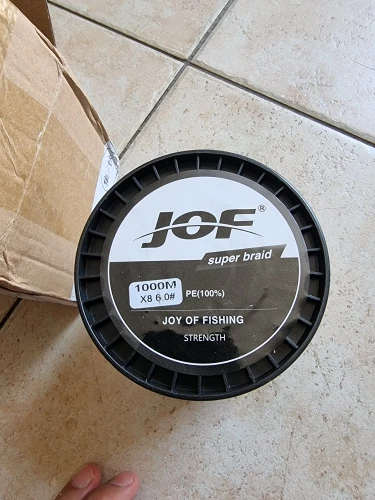 JOF®
super braid
1000M
X8 6.0#
PE(100%)
JOY OF FISHING
STRENGTH